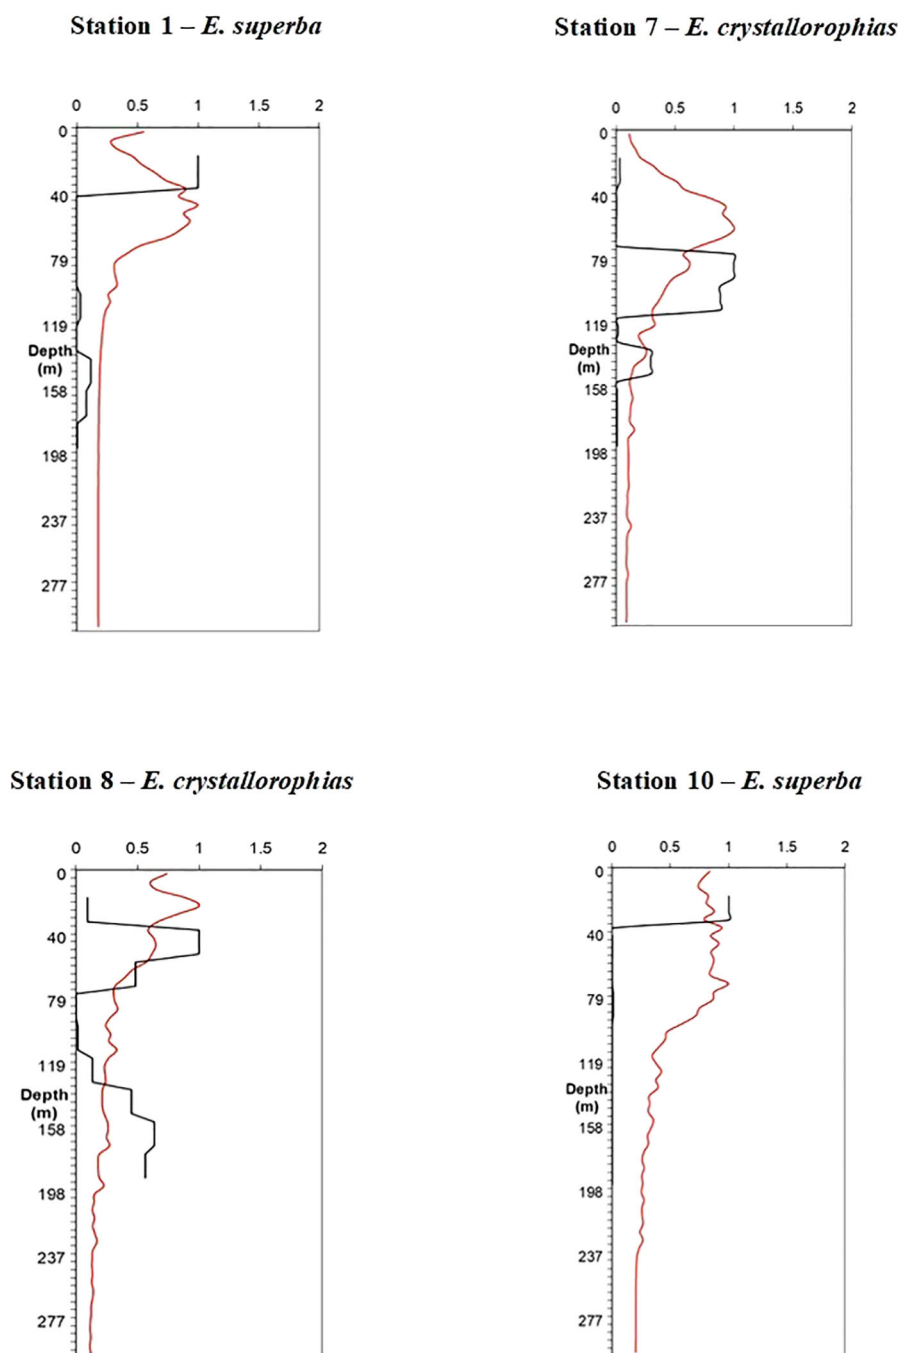 Station 1 – E. superba
0 0.5 1 1.5 2
0
40
79
119
Depth
(m)
158
198
237
277
Station 7 – E. crystallorophias
0 0.5 1 1.5 2
0
40
79
119
Depth
(m)
158
198
237
277
Station 8 – E. crystallorophias
0 0.5 1 1.5 2
0
40
79
119
Depth
(m)
158
198
237
277
Station 10 – E. superba
0 0.5 1 1.5 2
0
40
79
119
Depth
(m)
158
198
237
277